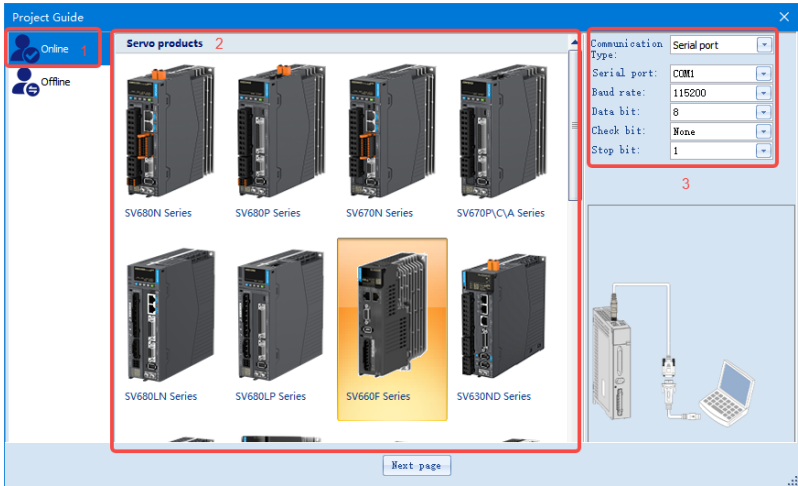 Project Guide
Online 1
Offline
Servo products 2
SV680N Series
SV680P Series
SV670N Series
SV670P\C\A Series
SV680LN Series
SV680LP Series
SV660F Series
SV630ND Series
Communication Type: Serial port
Serial port: COM1
Baud rate: 115200
Data bit: 8
Check bit: None
Stop bit: 1
3
Next page